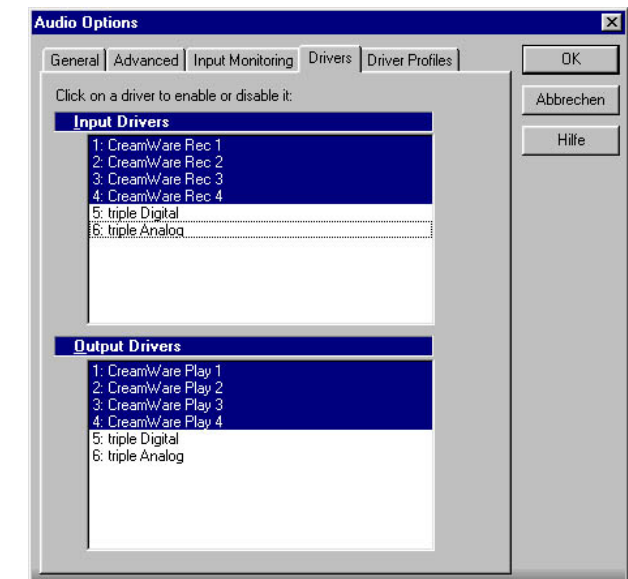 Audio Options
General Advanced Input Monitoring Drivers Driver Profiles
OK
Abbrechen
Hilfe
Click on a driver to enable or disable it:
Input Drivers
1: CreamWare Rec 1
2: CreamWare Rec 2
3: CreamWare Rec 3
4: CreamWare Rec 4
5: triple Digital
6: triple Analog
Output Drivers
1: CreamWare Play 1
2: CreamWare Play 2
3: CreamWare Play 3
4: CreamWare Play 4
5: triple Digital
6: triple Analog